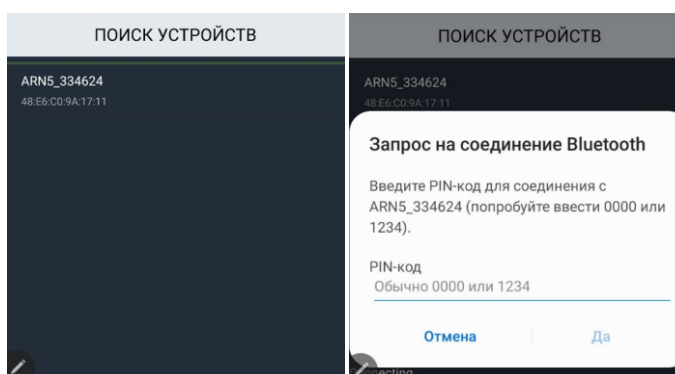 ПОИСК УСТРОЙСТВ
ARN5_334624
48:E6:C0:9A:17:11
ПОИСК УСТРОЙСТВ
ARN5_334624
48:E6:C0:9A:17:11
Запрос на соединение Bluetooth
Введите PIN-код для соединения с
ARN5_334624 (попробуйте ввести 0000 или
1234).
PIN-код
Обычно 0000 или 1234
Отмена Да